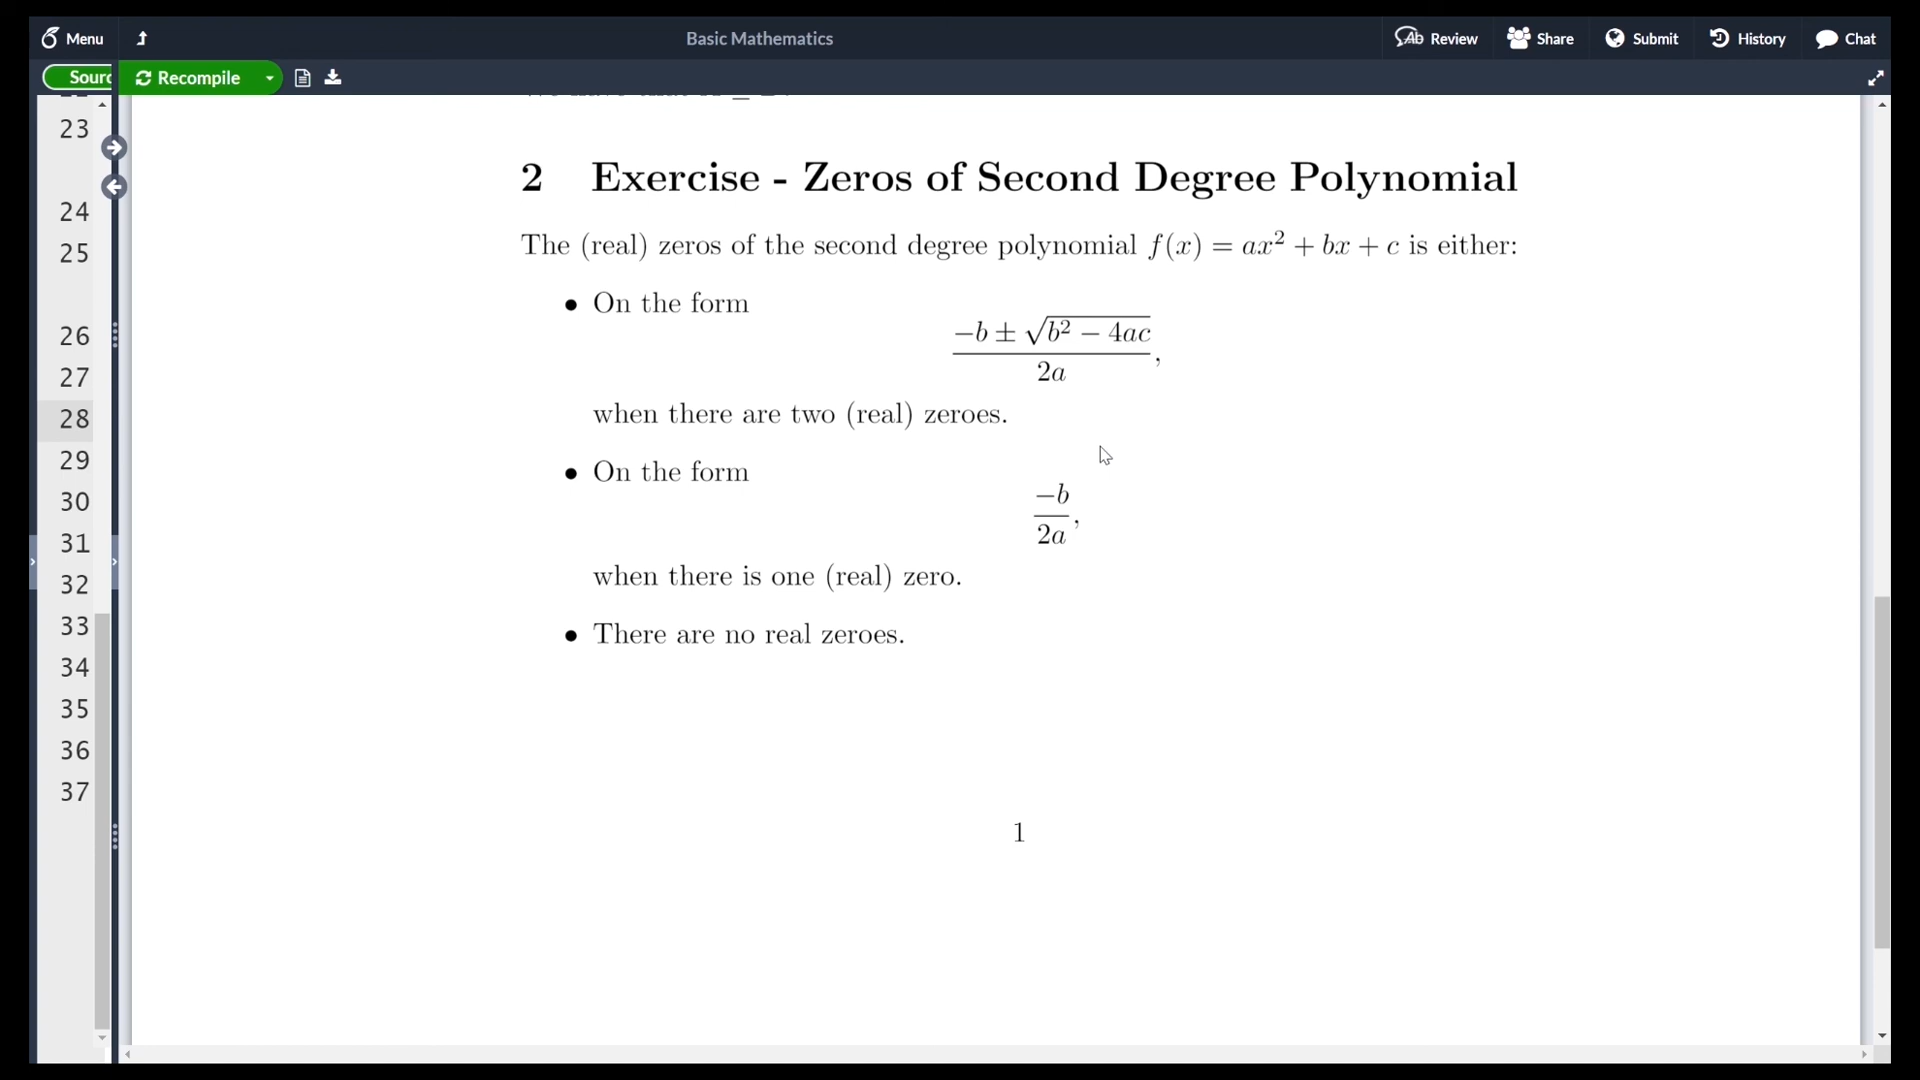 Menu
Basic Mathematics
Review
Share
Submit
History
Chat
Sourc
Recompile
23
24
25
26
27
28
29
30
31
32
33
34
35
36
37
2 Exercise - Zeros of Second Degree Polynomial
The (real) zeros of the second degree polynomial f(x) = ax² + bx + c is either:
• On the form
−b ± √b² − 4ac
2a ,
when there are two (real) zeroes.
• On the form
−b
2a ,
when there is one (real) zero.
• There are no real zeroes.
1